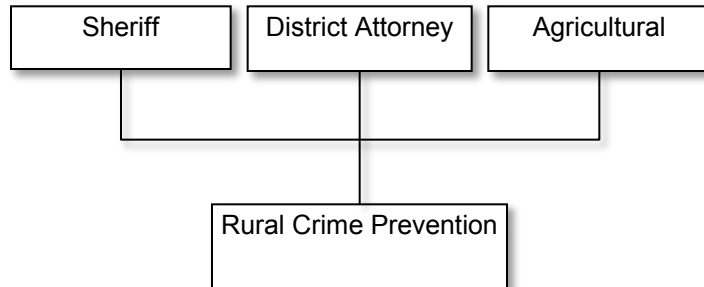 Sheriff
District Attorney
Agricultural
Rural Crime Prevention